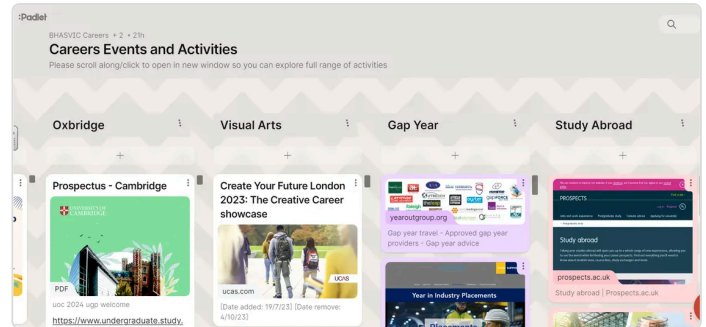 :Padlet
BHASVIC Careers + 2 • 21h
Careers Events and Activities
Please scroll along/click to open in new window so you can explore full range of activities
Oxbridge
Prospectus - Cambridge
UNIVERSITY OF
CAMBRIDGE
PDF
uoc 2024 ugp welcome
https://www.undergraduate.study.
Visual Arts
Create Your Future London
2023: The Creative Career
showcase
UCAS
ucas.com
[Date added: 19/7/23] [Date remove:
4/10/23]
Gap Year
yearoutgroup.org
Gap year travel - Approved gap year
providers - Gap year advice
Year in Industry Placements
Placements
Study Abroad
PROSPECTS
Study abroad
prospects.ac.uk
Study abroad | Prospects.ac.uk